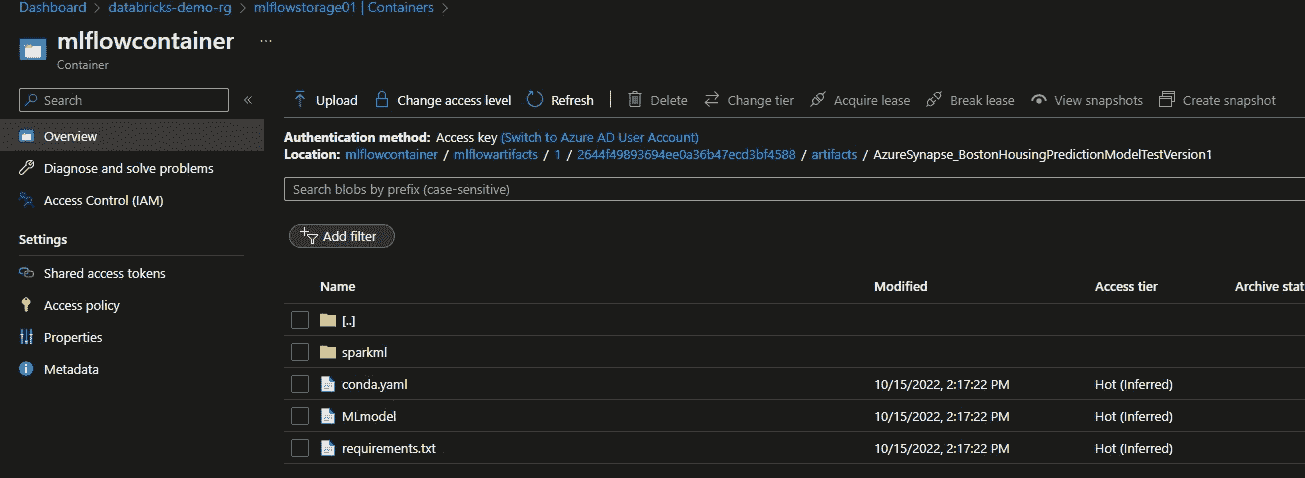 Dashboard > databricks-demo-rg > mlflowstorage01 | Containers >
mlflowcontainer ...
Container
Search «
Upload Change access level Refresh Delete Change tier Acquire lease Break lease View snapshots Create snapshot
Overview
Diagnose and solve problems
Access Control (IAM)
Settings
Shared access tokens
Access policy
Properties
Metadata
Authentication method: Access key (Switch to Azure AD User Account)
Location: mlflowcontainer / mlflowartifacts / 1 / 2644f49893694ee0a36b47ecd3bf4588 / artifacts / AzureSynapse_BostonHousingPredictionModelTestVersion1
Search blobs by prefix (case-sensitive)
Add filter
Name Modified Access tier Archive stat
[..]
sparkml
conda.yaml 10/15/2022, 2:17:22 PM Hot (Inferred)
MLmodel 10/15/2022, 2:17:22 PM Hot (Inferred)
requirements.txt 10/15/2022, 2:17:22 PM Hot (Inferred)